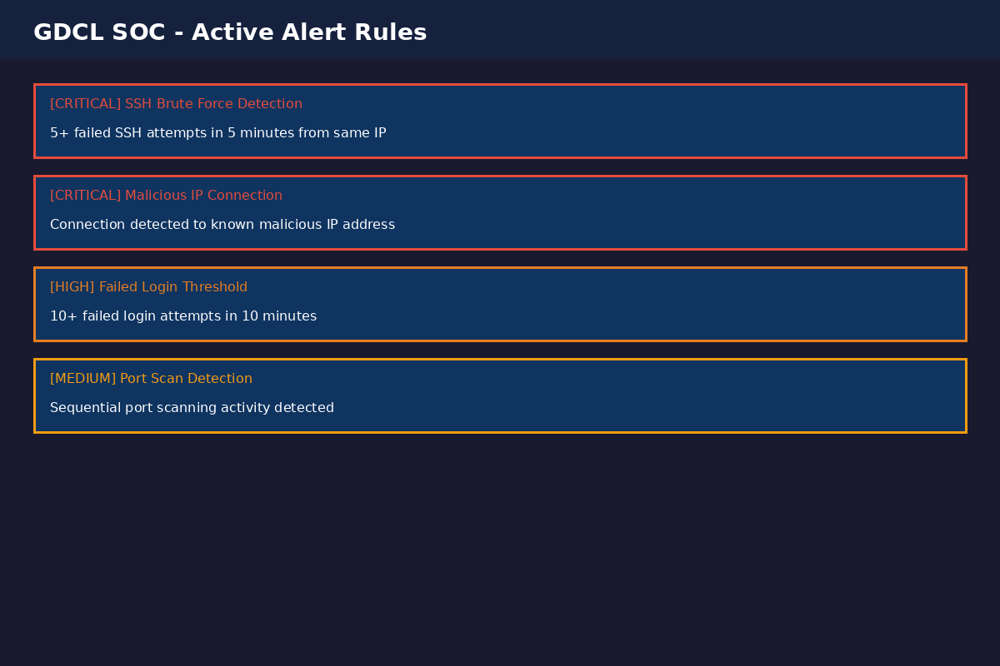 GDCL SOC - Active Alert Rules
[CRITICAL] SSH Brute Force Detection
5+ failed SSH attempts in 5 minutes from same IP
[CRITICAL] Malicious IP Connection
Connection detected to known malicious IP address
[HIGH] Failed Login Threshold
10+ failed login attempts in 10 minutes
[MEDIUM] Port Scan Detection
Sequential port scanning activity detected